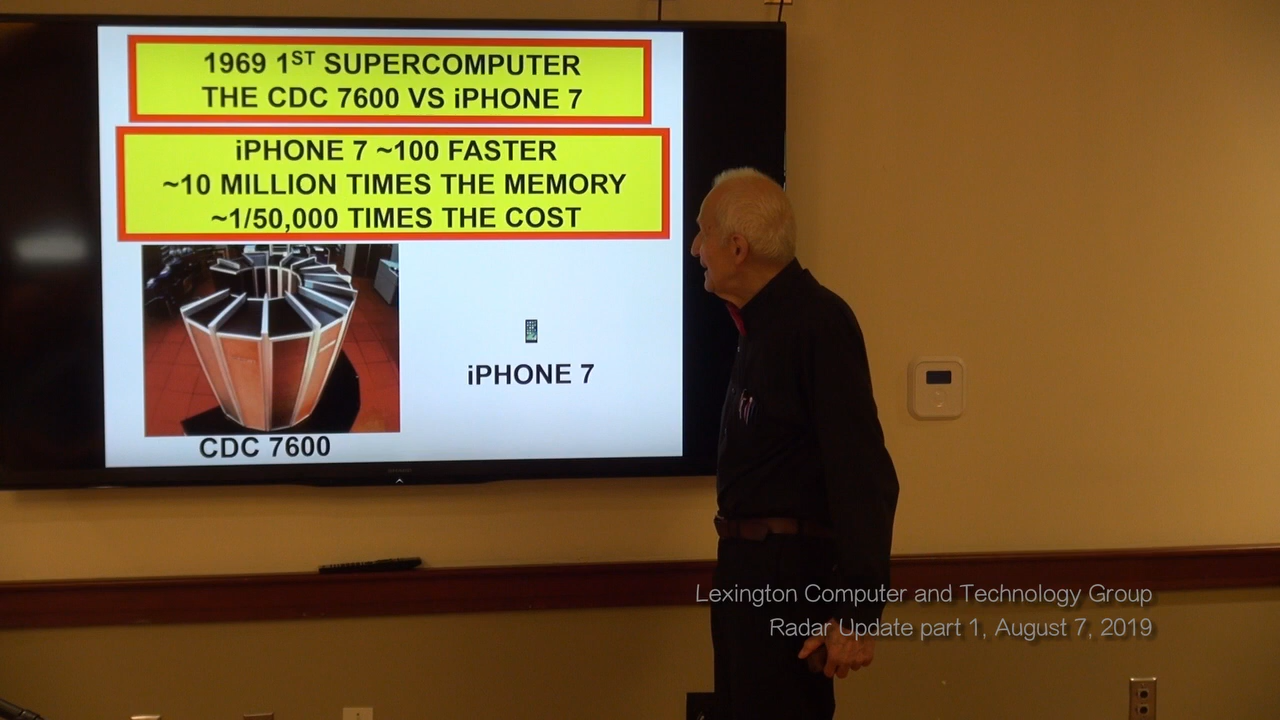 1969 1ST SUPERCOMPUTER
THE CDC 7600 VS iPHONE 7
iPHONE 7 ~100 FASTER
~10 MILLION TIMES THE MEMORY
~1/50,000 TIMES THE COST
iPHONE 7
CDC 7600
Lexington Computer and Technology Group
Radar Update part 1, August 7, 2019